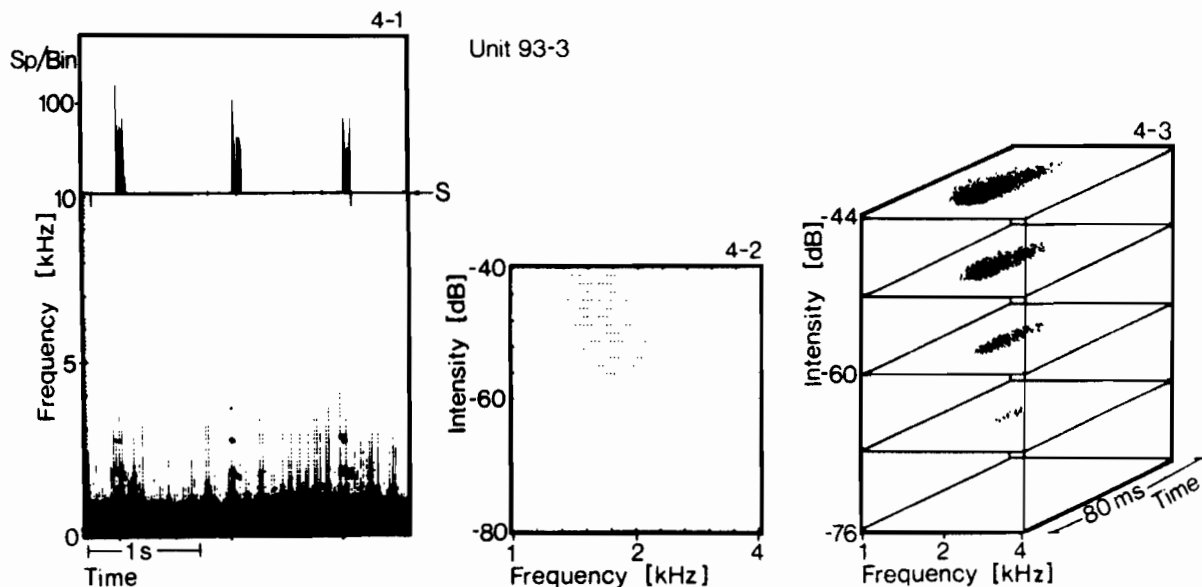 4-1
Sp/Bin
100
S
10
5
0
Frequency [kHz]
1s
Time
Unit 93-3
4-2
-40
-60
-80
Intensity [dB]
1 2 4
Frequency [kHz]
4-3
-44
-60
-76
Intensity [dB]
1 2 4
Frequency [kHz]
80 ms
Time